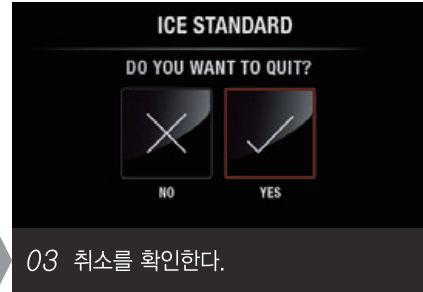 ICE STANDARD
DO YOU WANT TO QUIT?
NO YES
03 취소를 확인한다.